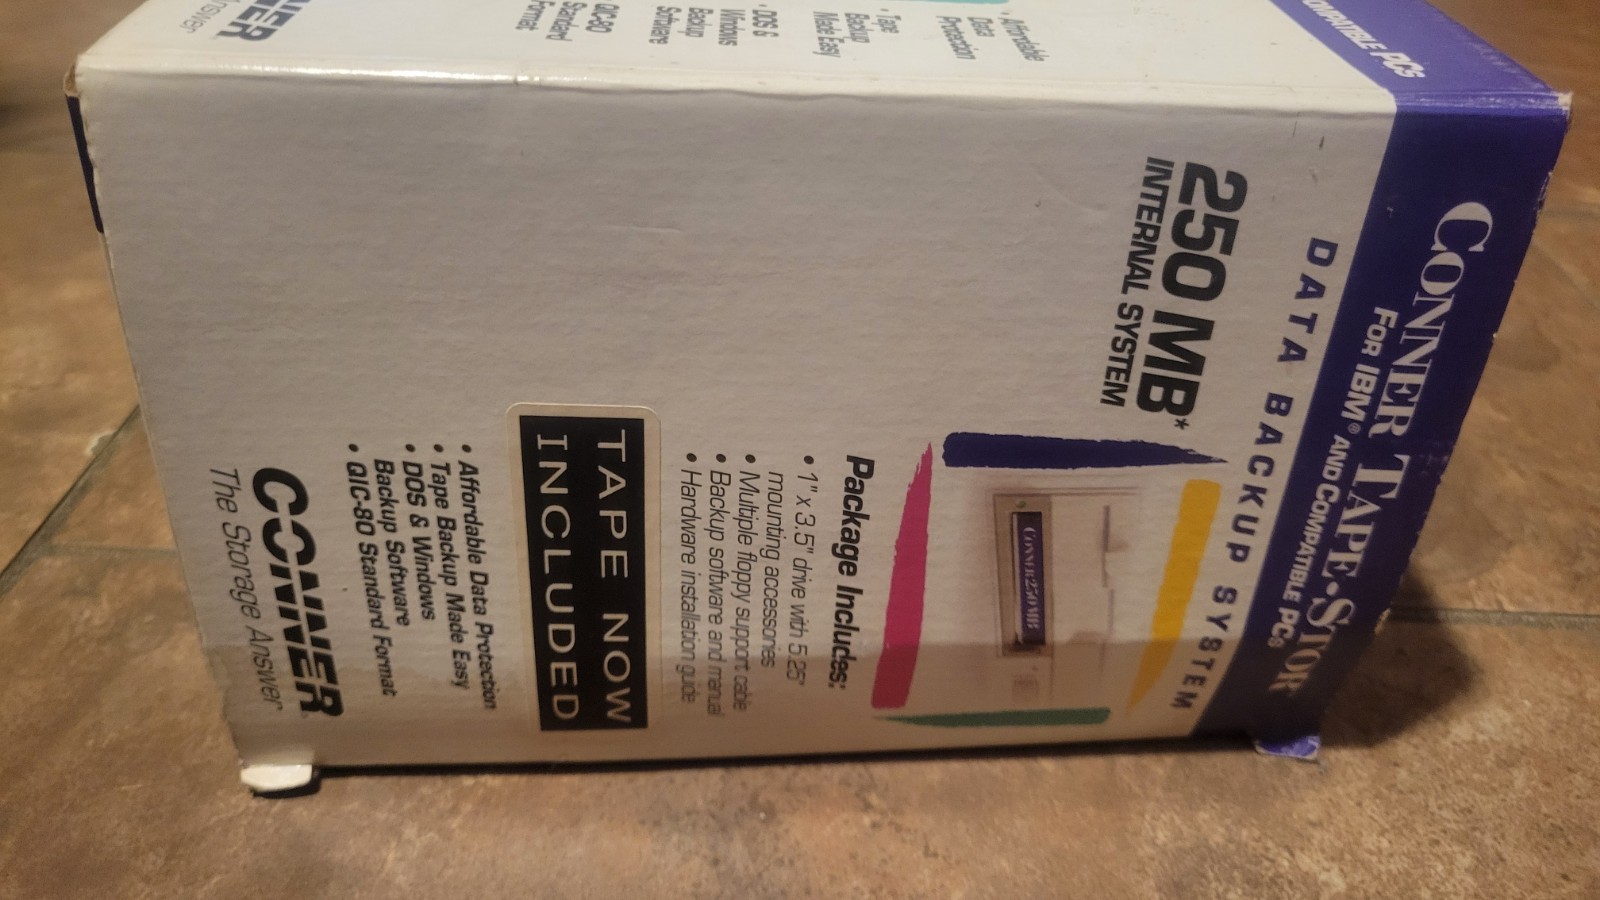 CONNER TAPE•STOR
FOR IBM® AND COMPATIBLE PCS
DATA BACKUP SYSTEM
250 MB*
INTERNAL SYSTEM
CONNER 250MB
Package Includes:
• 1" x 3.5" drive with 5.25"
mounting accessories
• Multiple floppy support cable
• Backup software and manual
• Hardware installation guide
TAPE NOW
INCLUDED
• Affordable Data Protection
• Tape Backup Made Easy
• DOS & Windows
Backup Software
• QIC-80 Standard Format
CONNER
The Storage Answer™
COMPATIBLE PCS
• Affordable
Data
Protection
• Tape
Backup
Made Easy
• DOS &
Windows
Backup
Software
QIC-80
Standard
Format
NER
Answer